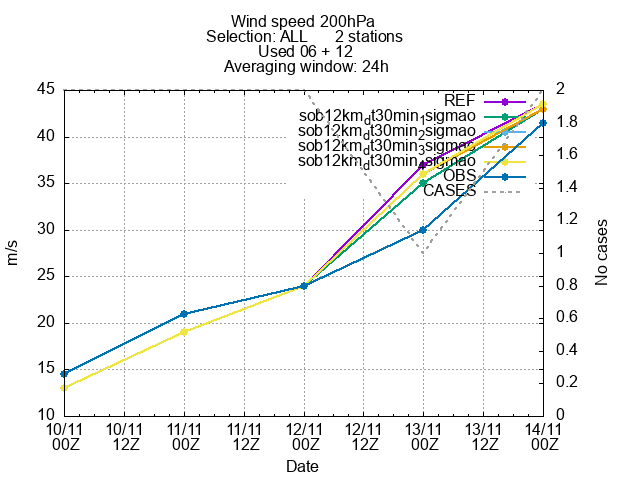 Wind speed 200hPa
Selection: ALL 2 stations
Used 06 + 12
Averaging window: 24h
45
40
35
30
25
20
15
10
m/s
REF
sob12km_dt30min_1sigmao
sob12km_dt30min_2sigmao
sob12km_dt30min_3sigmao
sob12km_dt30min_sigmao
OBS
CASES
2
1.8
1.6
1.4
1.2
1
0.8
0.6
0.4
0.2
0
No cases
10/11 10/11 11/11 11/11 12/11 12/11 13/11 13/11 14/11
00Z 12Z 00Z 12Z 00Z 12Z 00Z 12Z 00Z
Date